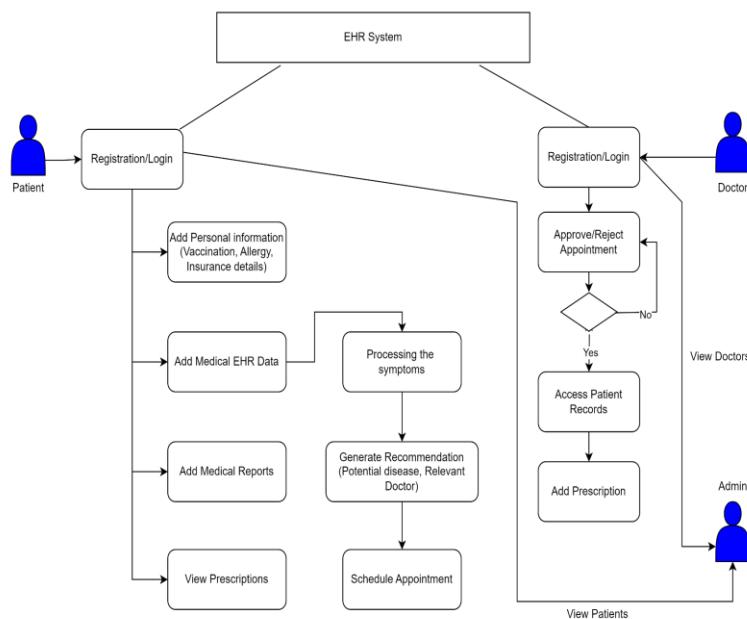 EHR System
Patient
Registration/Login
Registration/Login
Doctor
Add Personal information
(Vaccination, Allergy,
Insurance details)
Approve/Reject
Appointment
No
Yes
Add Medical EHR Data
Processing the
symptoms
View Doctors
Access Patient
Records
Add Medical Reports
Generate Recommendation
(Potential disease, Relevant
Doctor)
Add Prescription
Admin
View Prescriptions
Schedule Appointment
View Patients